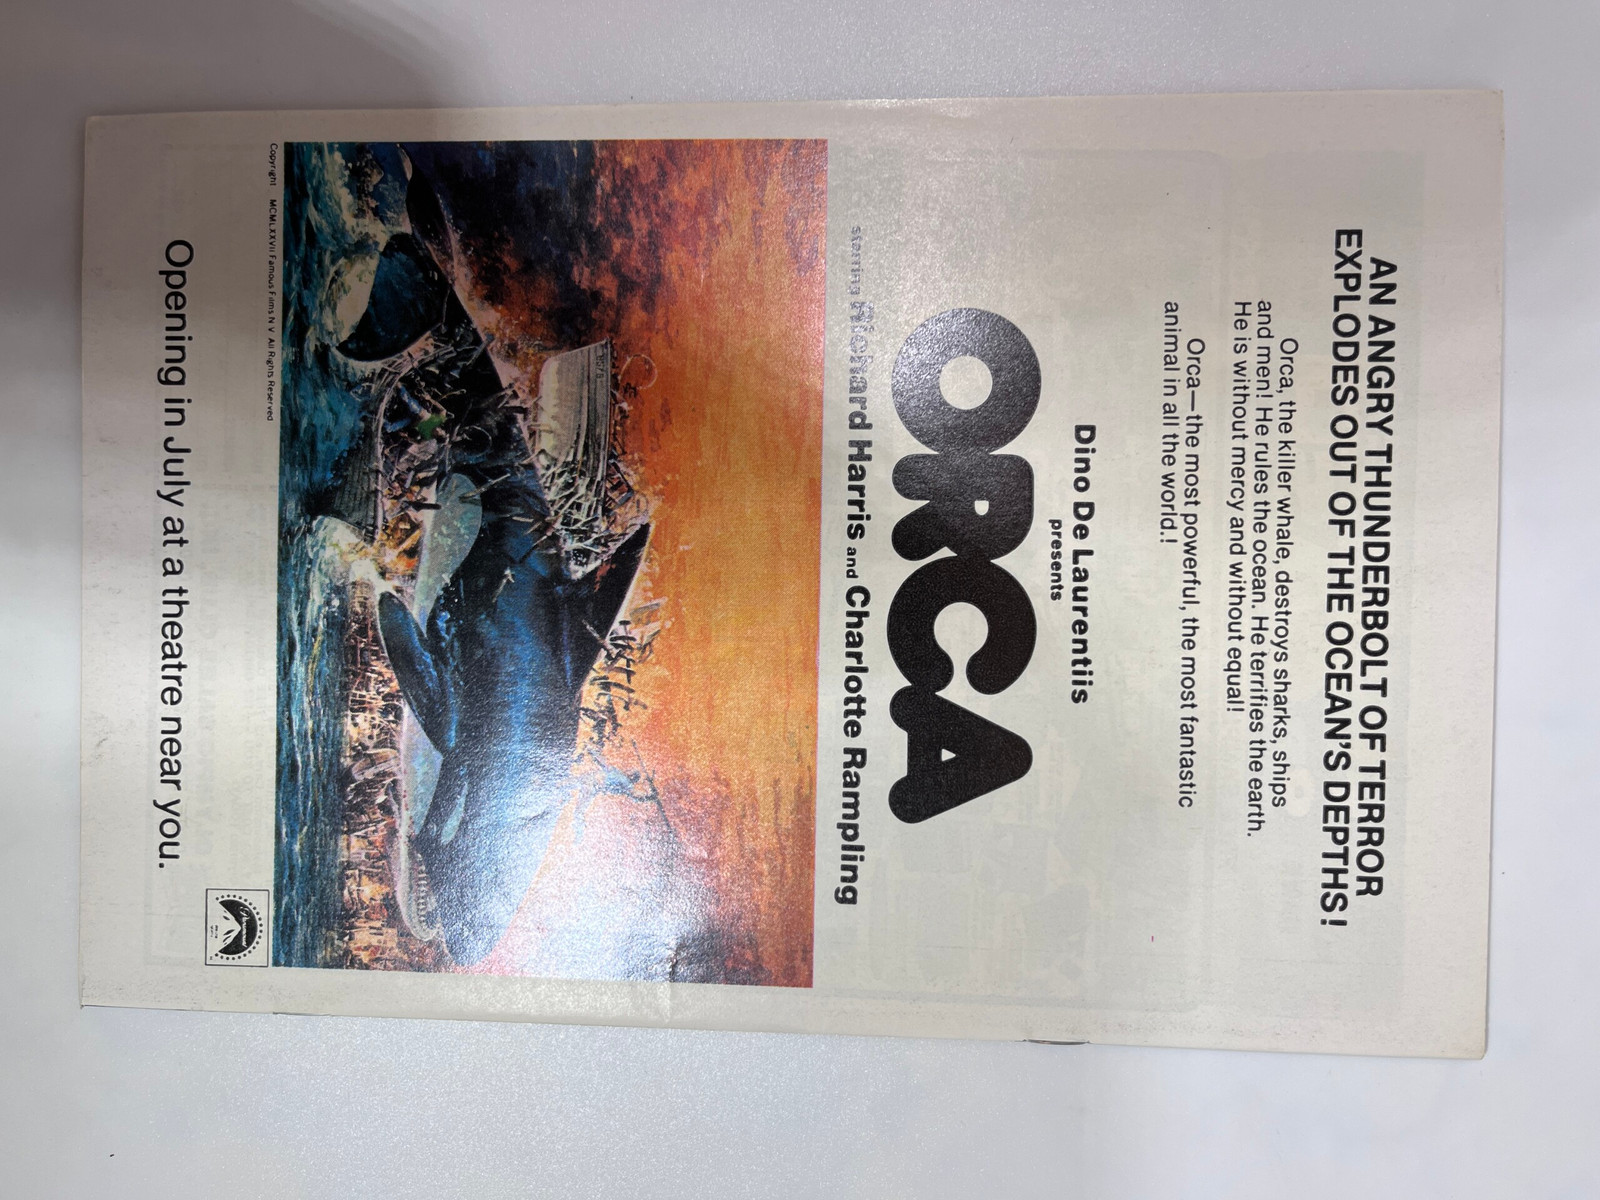 AN ANGRY THUNDERBOLT OF TERROR
EXPLODES OUT OF THE OCEAN'S DEPTHS!
Orca, the killer whale, destroys sharks, ships
and men! He rules the ocean. He terrifies the earth.
He is without mercy and without equal!
Orca—the most powerful, the most fantastic
animal in all the world.!
Dino De Laurentiis
presents
ORCA
starring Richard Harris and Charlotte Rampling
Copyright MCMLXXVII Famous Films N V All Rights Reserved
Opening in July at a theatre near you.
Paramount